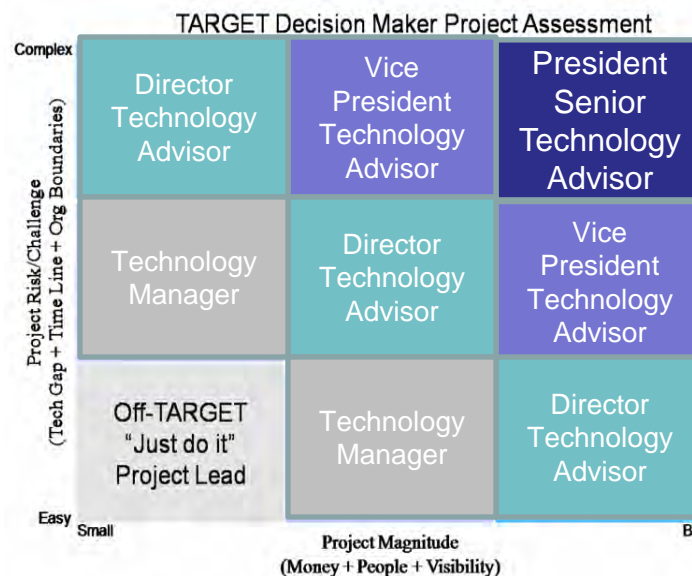 TARGET Decision Maker Project Assessment
Complex
Director
Technology
Advisor
Vice
President
Technology
Advisor
President
Senior
Technology
Advisor
Project Risk/Challenge
(Tech Gap + Time Line + Org Boundaries)
Technology
Manager
Director
Technology
Advisor
Vice
President
Technology
Advisor
Off-TARGET
“Just do it”
Project Lead
Technology
Manager
Director
Technology
Advisor
Easy
Small
Project Magnitude
(Money + People + Visibility)